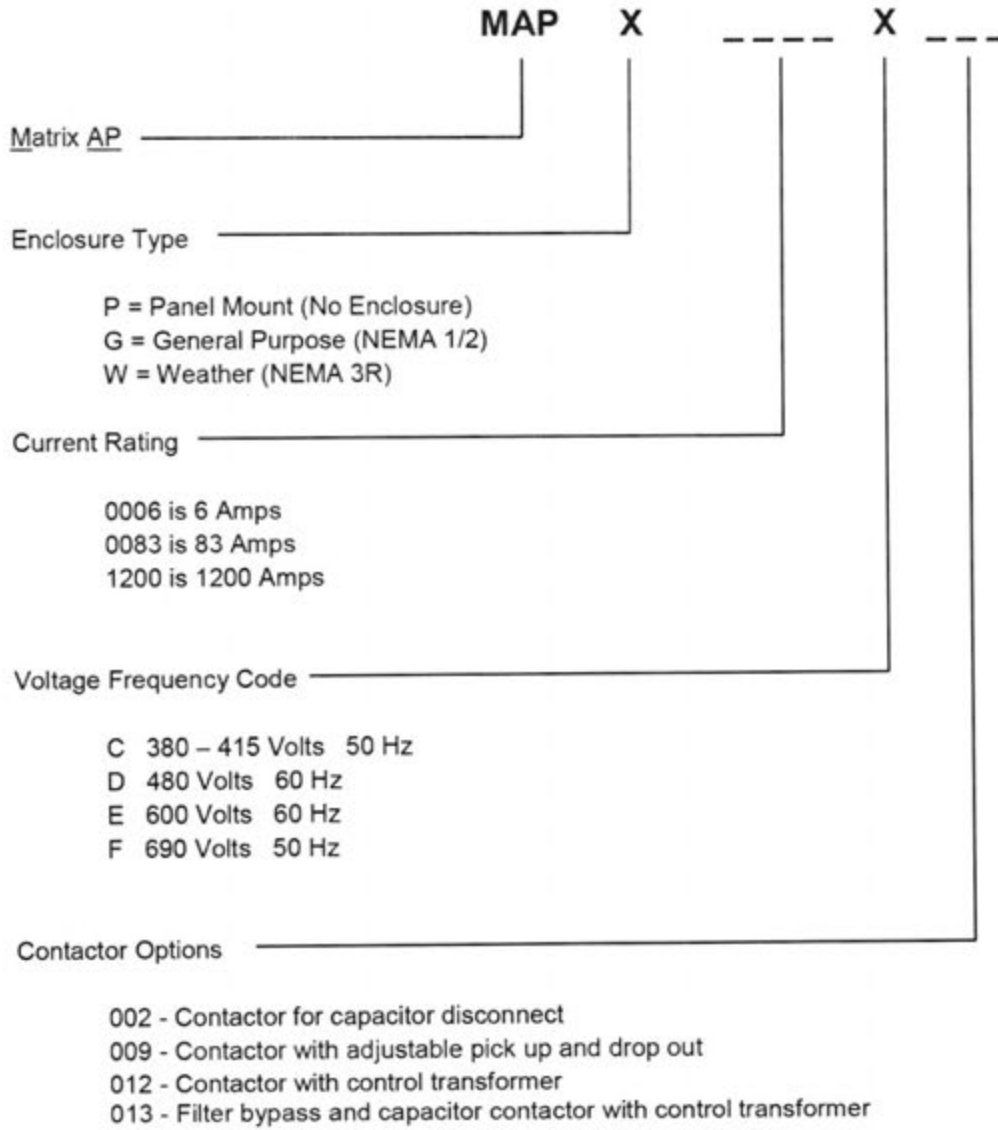 MAP X ____ X ___
Matrix AP
Enclosure Type
P = Panel Mount (No Enclosure)
G = General Purpose (NEMA 1/2)
W = Weather (NEMA 3R)
Current Rating
0006 is 6 Amps
0083 is 83 Amps
1200 is 1200 Amps
Voltage Frequency Code
C 380 – 415 Volts 50 Hz
D 480 Volts 60 Hz
E 600 Volts 60 Hz
F 690 Volts 50 Hz
Contactor Options
002 - Contactor for capacitor disconnect
009 - Contactor with adjustable pick up and drop out
012 - Contactor with control transformer
013 - Filter bypass and capacitor contactor with control transformer